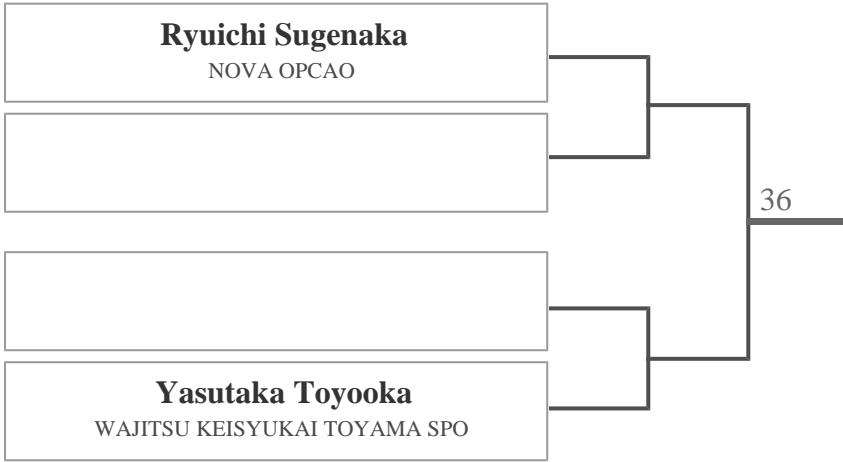 Ryuichi Sugenaka
NOVA OPCAO
36
Yasutaka Toyooka
WAJITSU KEISYUKAI TOYAMA SPO